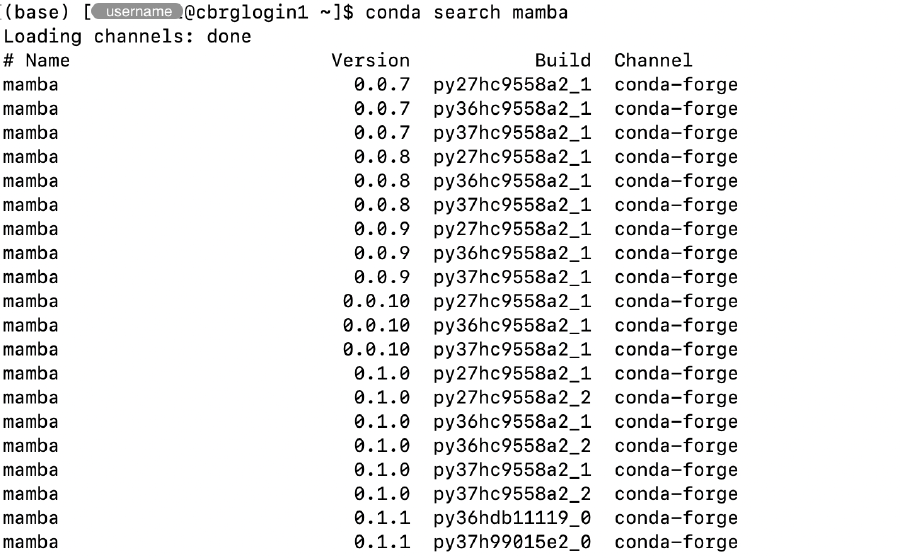 (base) [username@cbrglogin1 ~]$ conda search mamba
Loading channels: done
# Name Version Build Channel
mamba 0.0.7 py27hc9558a2_1 conda-forge
mamba 0.0.7 py36hc9558a2_1 conda-forge
mamba 0.0.7 py37hc9558a2_1 conda-forge
mamba 0.0.8 py27hc9558a2_1 conda-forge
mamba 0.0.8 py36hc9558a2_1 conda-forge
mamba 0.0.8 py37hc9558a2_1 conda-forge
mamba 0.0.9 py27hc9558a2_1 conda-forge
mamba 0.0.9 py36hc9558a2_1 conda-forge
mamba 0.0.9 py37hc9558a2_1 conda-forge
mamba 0.0.10 py27hc9558a2_1 conda-forge
mamba 0.0.10 py36hc9558a2_1 conda-forge
mamba 0.0.10 py37hc9558a2_1 conda-forge
mamba 0.1.0 py27hc9558a2_1 conda-forge
mamba 0.1.0 py27hc9558a2_2 conda-forge
mamba 0.1.0 py36hc9558a2_1 conda-forge
mamba 0.1.0 py36hc9558a2_2 conda-forge
mamba 0.1.0 py37hc9558a2_1 conda-forge
mamba 0.1.0 py37hc9558a2_2 conda-forge
mamba 0.1.1 py36hdb11119_0 conda-forge
mamba 0.1.1 py37h99015e2_0 conda-forge